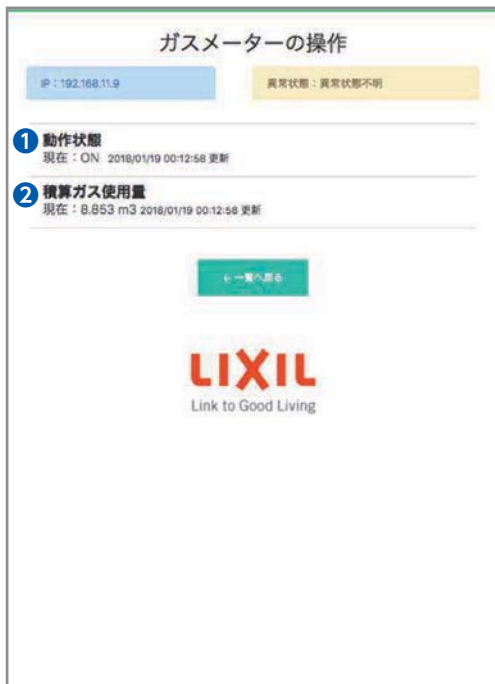 ガスメーターの操作
IP:192.168.11.9
異常状態:異常状態不明
1 動作状態
現在:ON 2018/01/19 00:12:58 更新
2 積算ガス使用量
現在:8.853 m3 2018/01/19 00:12:58 更新
← 一覧へ戻る
LIXIL
Link to Good Living